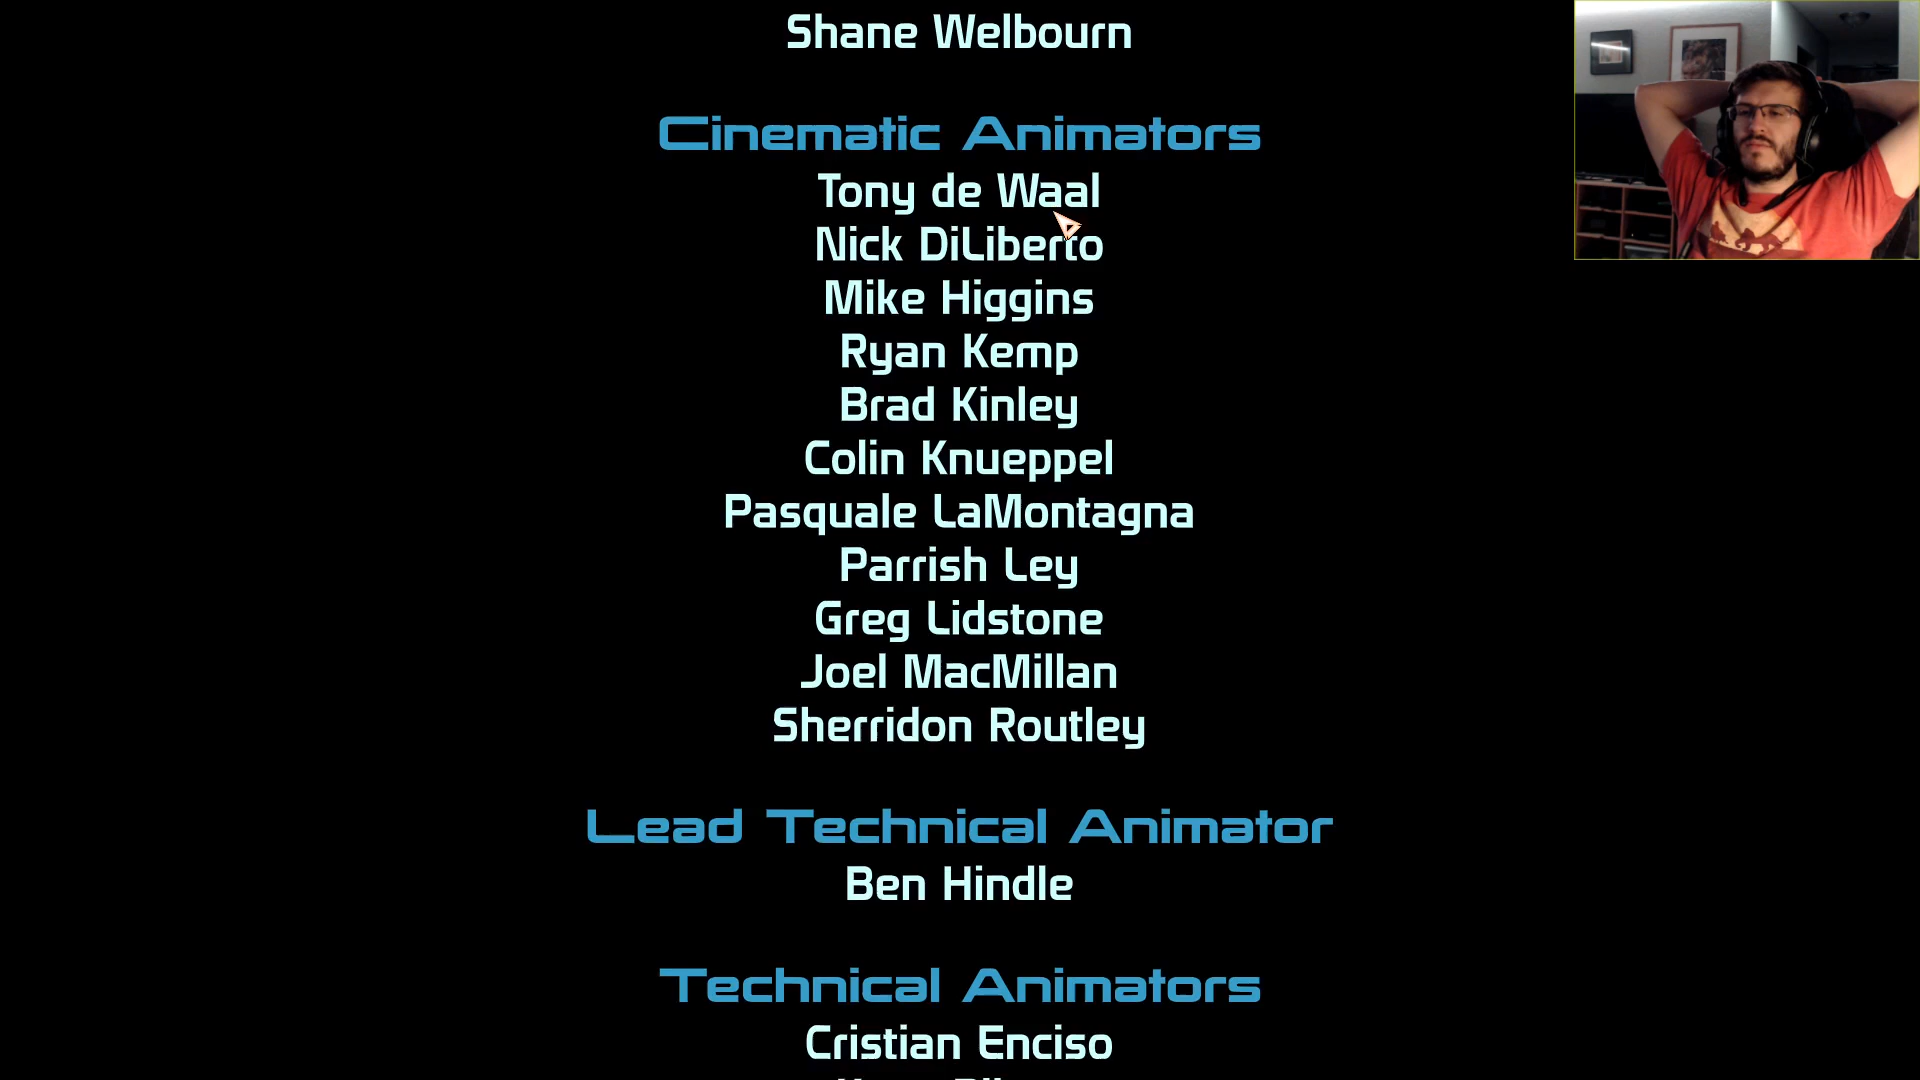 Shane Welbourn
Cinematic Animators
Tony de Waal
Nick DiLiberto
Mike Higgins
Ryan Kemp
Brad Kinley
Colin Knueppel
Pasquale LaMontagna
Parrish Ley
Greg Lidstone
Joel MacMillan
Sherridon Routley
Lead Technical Animator
Ben Hindle
Technical Animators
Cristian Enciso